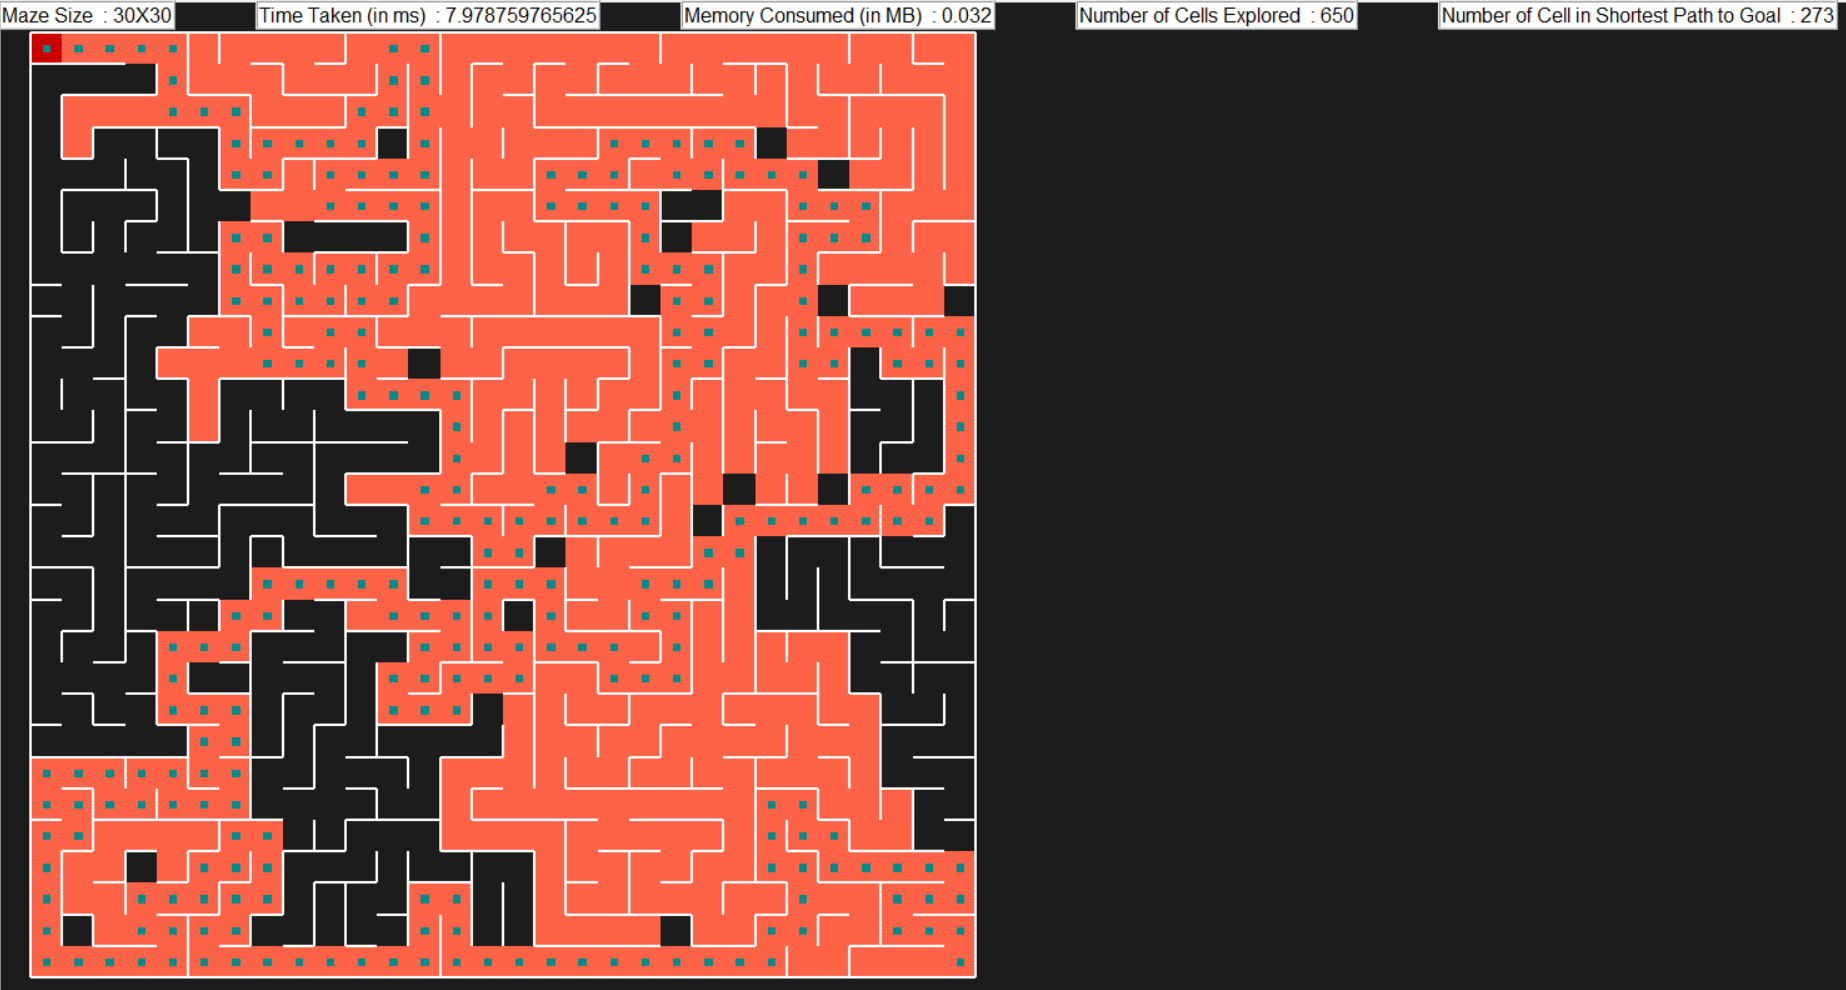 Maze Size : 30X30
Time Taken (in ms) : 7.978759765625
Memory Consumed (in MB) : 0.032
Number of Cells Explored : 650
Number of Cell in Shortest Path to Goal : 273